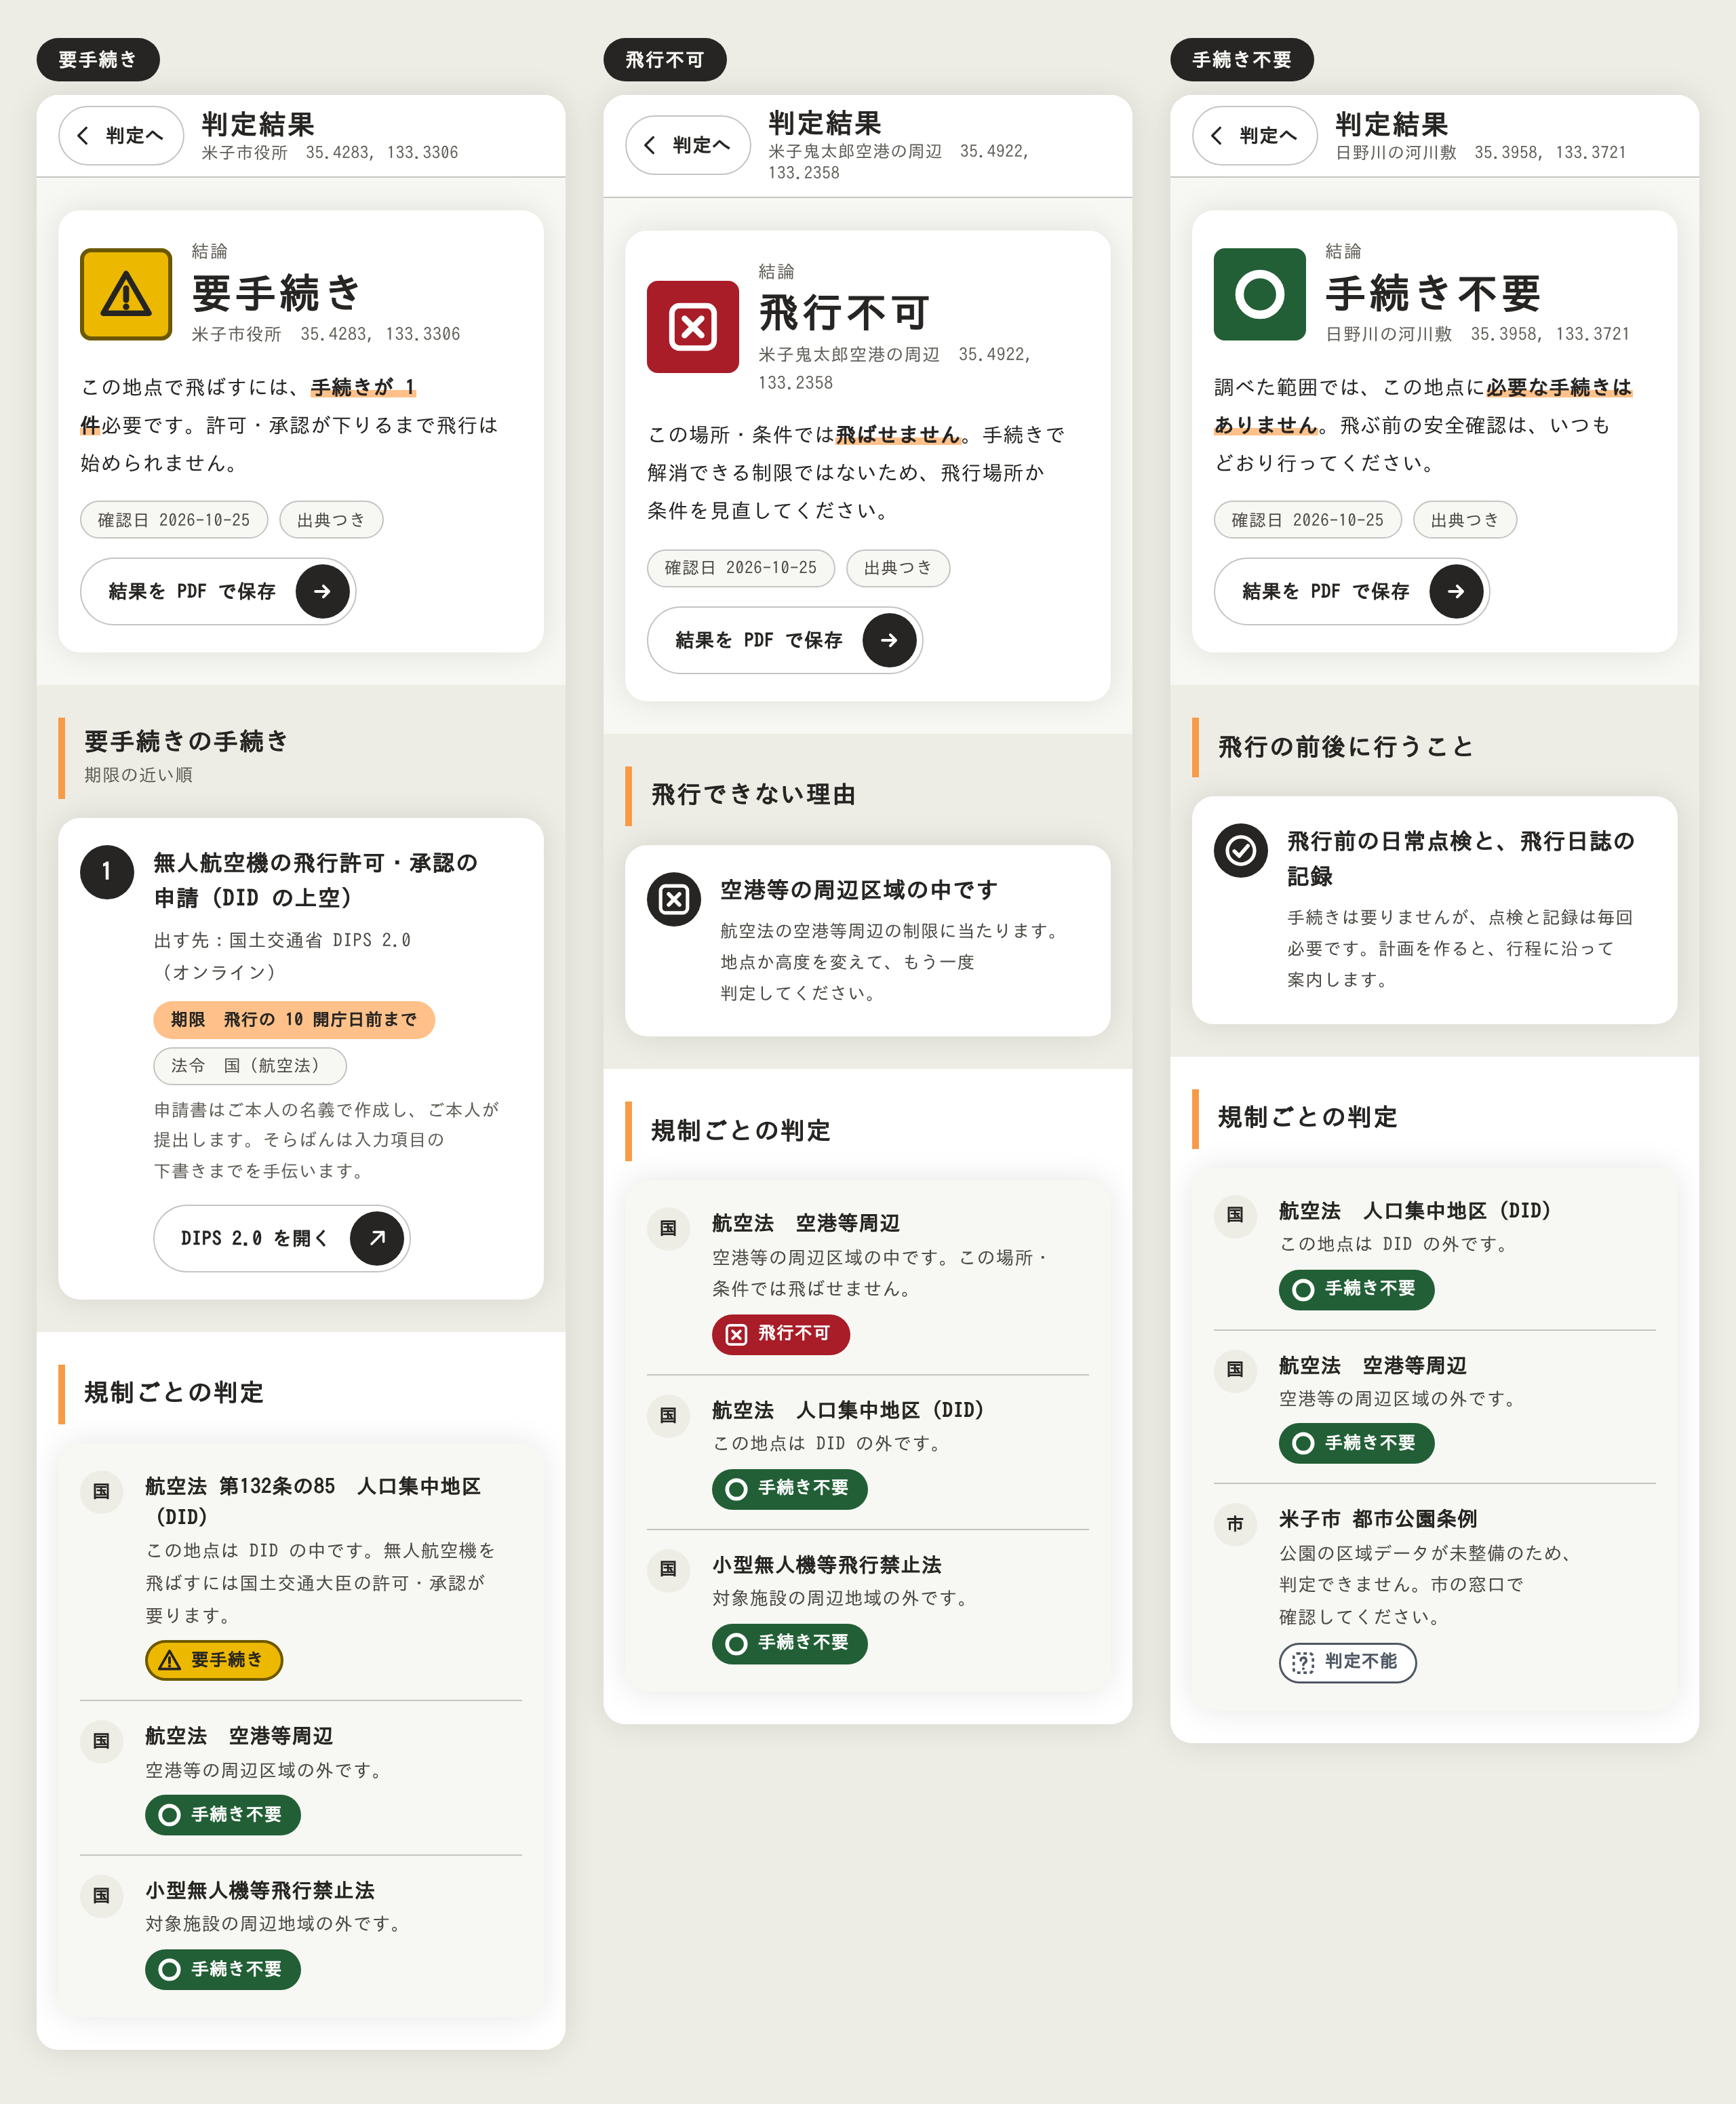 要手続き
判定へ
判定結果
米子市役所　35.4283, 133.3306
結論
要手続き
米子市役所　35.4283, 133.3306
この地点で飛ばすには、手続きが 1
件必要です。許可・承認が下りるまで飛行は
始められません。
確認日 2026-10-25
出典つき
結果を PDF で保存
要手続きの手続き
期限の近い順
1
無人航空機の飛行許可・承認の
申請（DID の上空）
出す先：国土交通省 DIPS 2.0
（オンライン）
期限　飛行の 10 開庁日前まで
法令　国（航空法）
申請書はご本人の名義で作成し、ご本人が
提出します。そらばんは入力項目の
下書きまでを手伝います。
DIPS 2.0 を開く
規制ごとの判定
国
航空法 第132条の85　人口集中地区
（DID）
この地点は DID の中です。無人航空機を
飛ばすには国土交通大臣の許可・承認が
要ります。
要手続き
国
航空法　空港等周辺
空港等の周辺区域の外です。
手続き不要
国
小型無人機等飛行禁止法
対象施設の周辺地域の外です。
手続き不要
飛行不可
判定へ
判定結果
米子鬼太郎空港の周辺　35.4922,
133.2358
結論
飛行不可
米子鬼太郎空港の周辺　35.4922,
133.2358
この場所・条件では飛ばせません。手続きで
解消できる制限ではないため、飛行場所か
条件を見直してください。
確認日 2026-10-25
出典つき
結果を PDF で保存
飛行できない理由
空港等の周辺区域の中です
航空法の空港等周辺の制限に当たります。
地点か高度を変えて、もう一度
判定してください。
規制ごとの判定
国
航空法　空港等周辺
空港等の周辺区域の中です。この場所・
条件では飛ばせません。
飛行不可
国
航空法　人口集中地区（DID）
この地点は DID の外です。
手続き不要
国
小型無人機等飛行禁止法
対象施設の周辺地域の外です。
手続き不要
手続き不要
判定へ
判定結果
日野川の河川敷　35.3958, 133.3721
結論
手続き不要
日野川の河川敷　35.3958, 133.3721
調べた範囲では、この地点に必要な手続きは
ありません。飛ぶ前の安全確認は、いつも
どおり行ってください。
確認日 2026-10-25
出典つき
結果を PDF で保存
飛行の前後に行うこと
飛行前の日常点検と、飛行日誌の
記録
手続きは要りませんが、点検と記録は毎回
必要です。計画を作ると、行程に沿って
案内します。
規制ごとの判定
国
航空法　人口集中地区（DID）
この地点は DID の外です。
手続き不要
国
航空法　空港等周辺
空港等の周辺区域の外です。
手続き不要
市
米子市 都市公園条例
公園の区域データが未整備のため、
判定できません。市の窓口で
確認してください。
判定不能